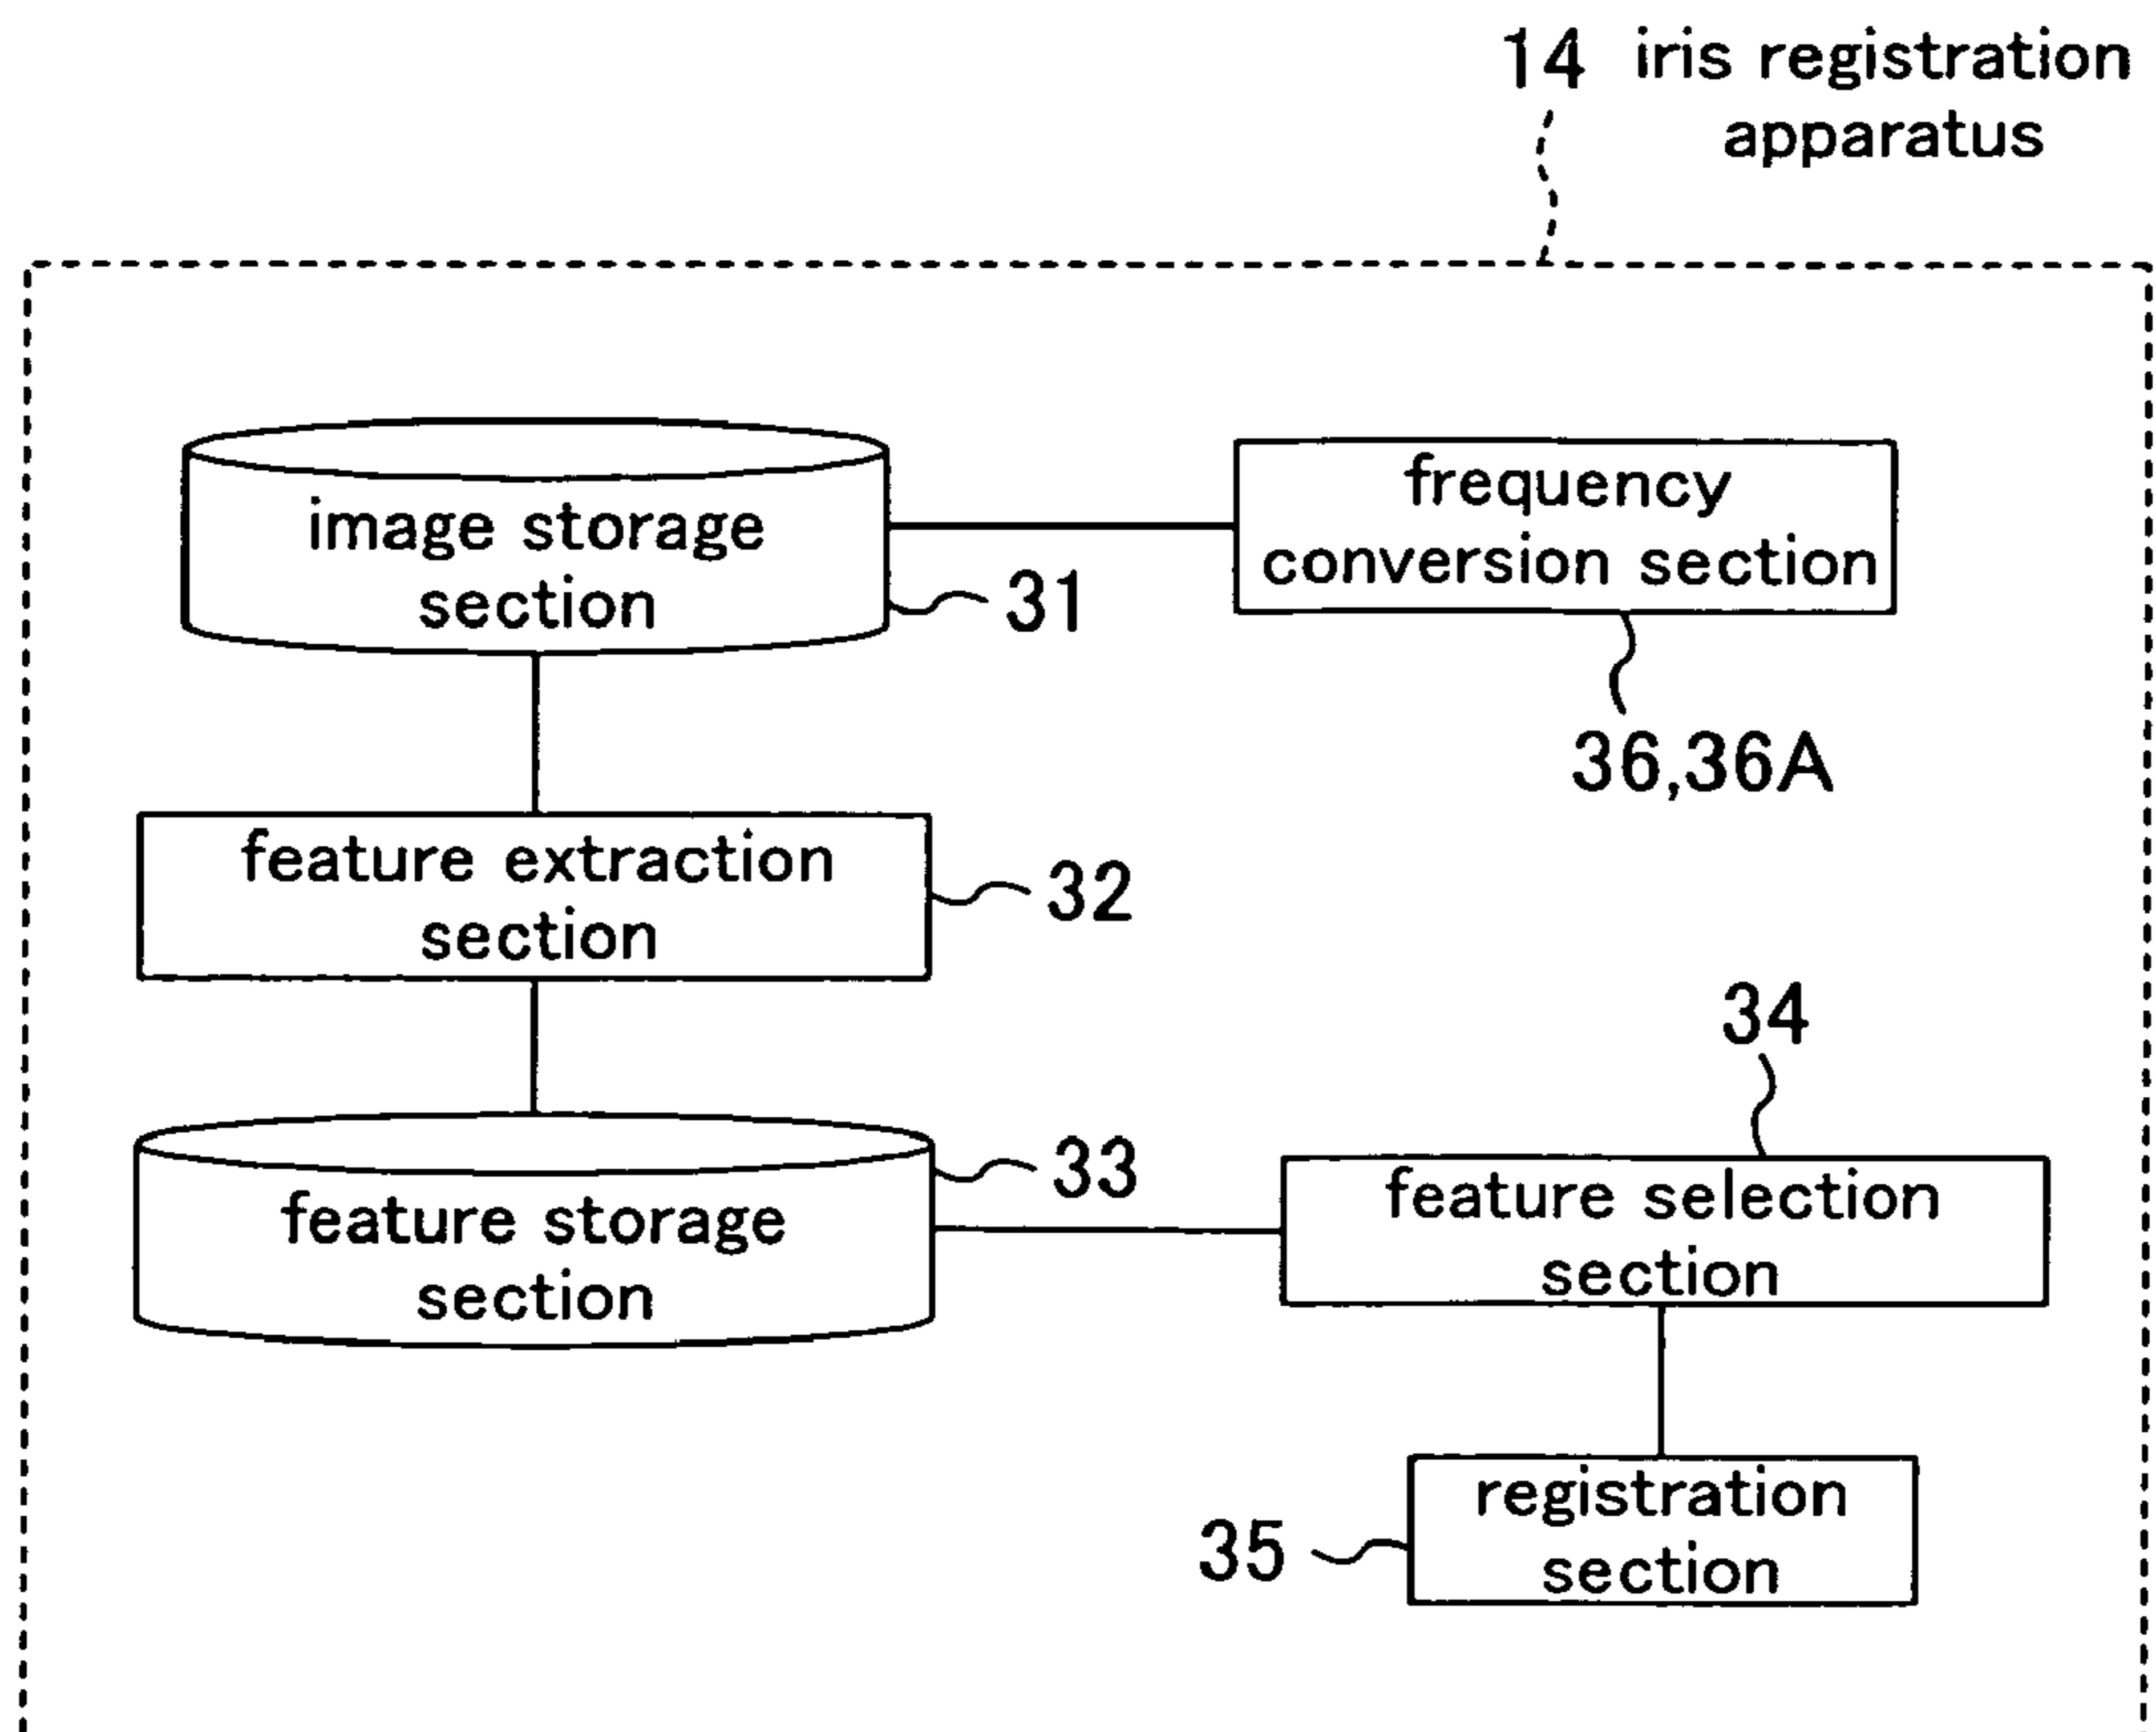 14 iris registration
apparatus
image storage
section
31
frequency
conversion section
36,36A
feature extraction
section
32
34
33
feature storage
section
feature selection
section
35
registration
section